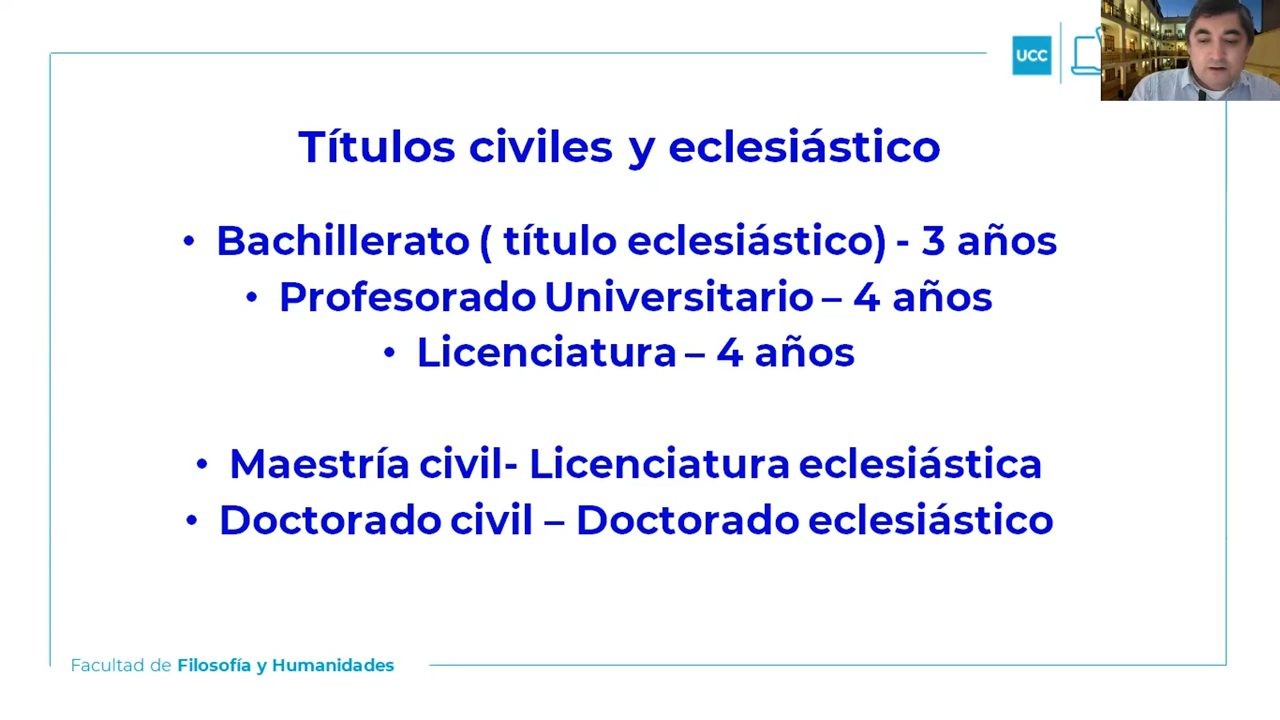 UCC
Títulos civiles y eclesiástico
• Bachillerato ( título eclesiástico) - 3 años
• Profesorado Universitario – 4 años
• Licenciatura – 4 años
• Maestría civil- Licenciatura eclesiástica
• Doctorado civil – Doctorado eclesiástico
Facultad de Filosofía y Humanidades